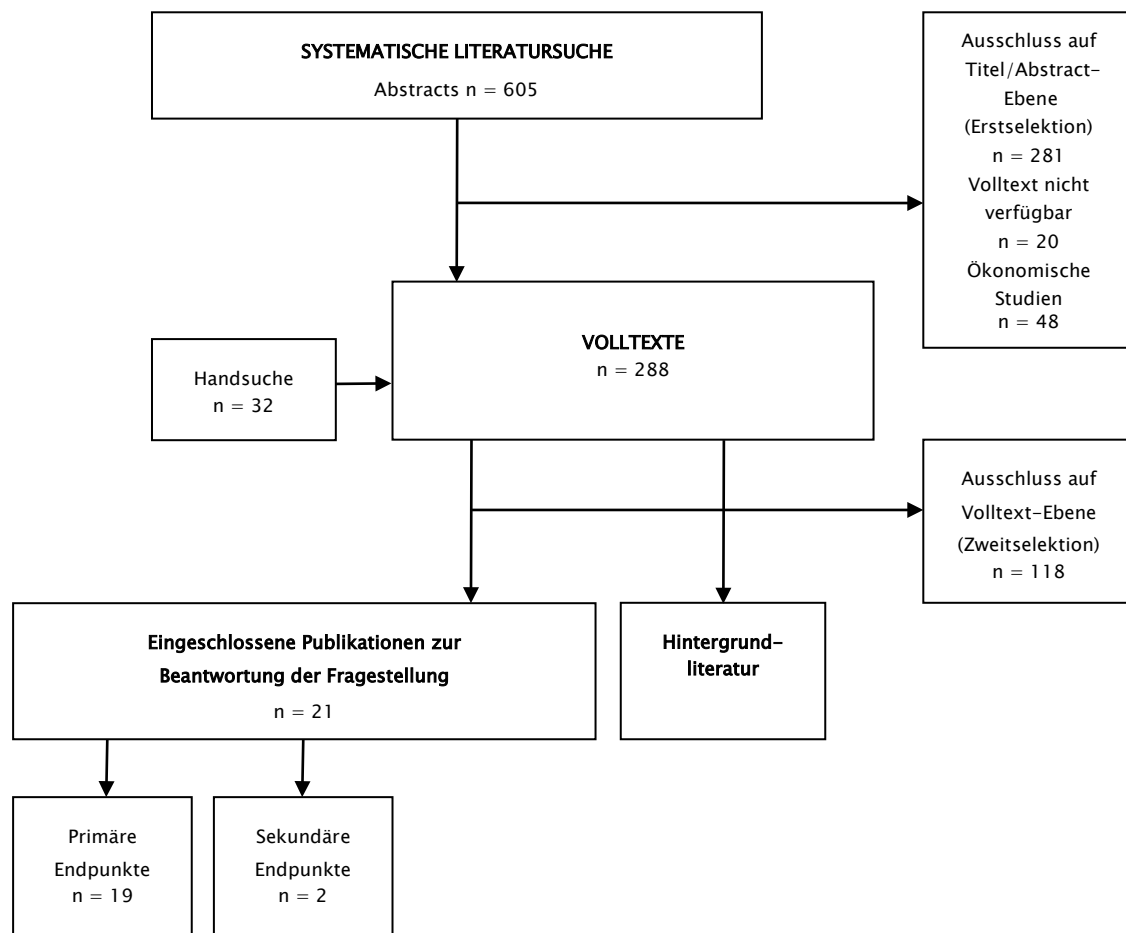 SYSTEMATISCHE LITERATURSUCHE
Abstracts n = 605
Ausschluss auf
Titel/Abstract-
Ebene
(Erstselektion)
n = 281
Volltext nicht
verfügbar
n = 20
Ökonomische
Studien
n = 48
VOLLTEXTE
n = 288
Handsuche
n = 32
Ausschluss auf
Volltext-Ebene
(Zweitselektion)
n = 118
Eingeschlossene Publikationen zur
Beantwortung der Fragestellung
n = 21
Hintergrund-
literatur
Primäre
Endpunkte
n = 19
Sekundäre
Endpunkte
n = 2